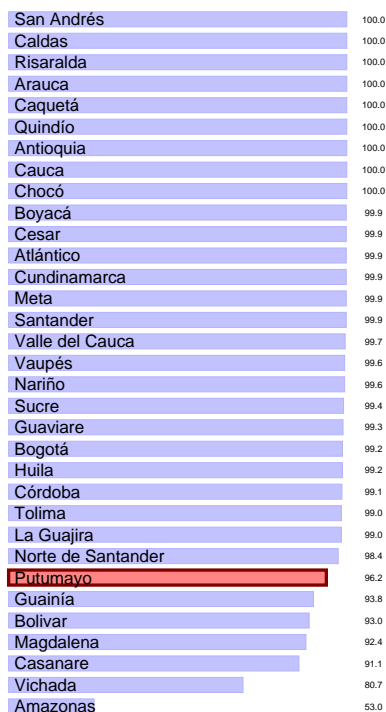 San Andrés 100.0
Caldas 100.0
Risaralda 100.0
Arauca 100.0
Caquetá 100.0
Quindío 100.0
Antioquia 100.0
Cauca 100.0
Chocó 100.0
Boyacá 99.9
Cesar 99.9
Atlántico 99.9
Cundinamarca 99.9
Meta 99.9
Santander 99.9
Valle del Cauca 99.7
Vaupés 99.6
Nariño 99.6
Sucre 99.4
Guaviare 99.3
Bogotá 99.2
Huila 99.2
Córdoba 99.1
Tolima 99.0
La Guajira 99.0
Norte de Santander 98.4
Putumayo 96.2
Guainía 93.8
Bolivar 93.0
Magdalena 92.4
Casanare 91.1
Vichada 80.7
Amazonas 53.0